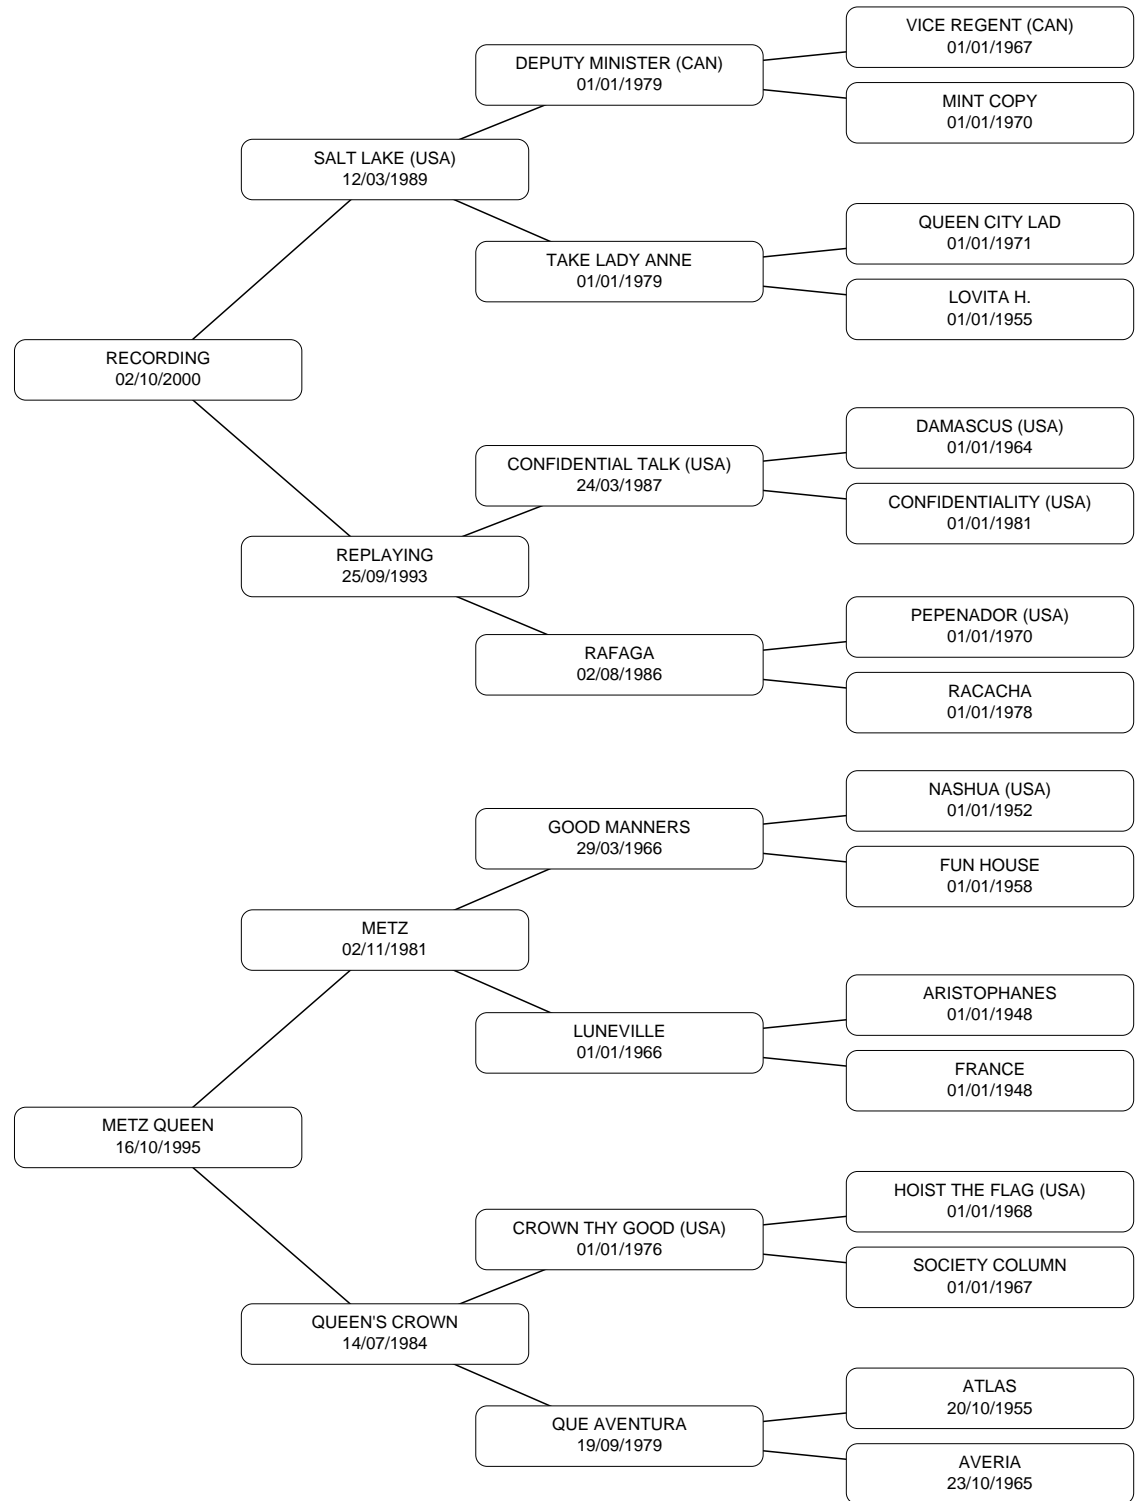 VICE REGENT (CAN)
01/01/1967
DEPUTY MINISTER (CAN)
01/01/1979
MINT COPY
01/01/1970
SALT LAKE (USA)
12/03/1989
QUEEN CITY LAD
01/01/1971
TAKE LADY ANNE
01/01/1979
LOVITA H.
01/01/1955
RECORDING
02/10/2000
DAMASCUS (USA)
01/01/1964
CONFIDENTIAL TALK (USA)
24/03/1987
CONFIDENTIALITY (USA)
01/01/1981
REPLAYING
25/09/1993
PEPENADOR (USA)
01/01/1970
RAFAGA
02/08/1986
RACACHA
01/01/1978
NASHUA (USA)
01/01/1952
GOOD MANNERS
29/03/1966
FUN HOUSE
01/01/1958
METZ
02/11/1981
ARISTOPHANES
01/01/1948
LUNEVILLE
01/01/1966
FRANCE
01/01/1948
METZ QUEEN
16/10/1995
HOIST THE FLAG (USA)
01/01/1968
CROWN THY GOOD (USA)
01/01/1976
SOCIETY COLUMN
01/01/1967
QUEEN'S CROWN
14/07/1984
ATLAS
20/10/1955
QUE AVENTURA
19/09/1979
AVERIA
23/10/1965